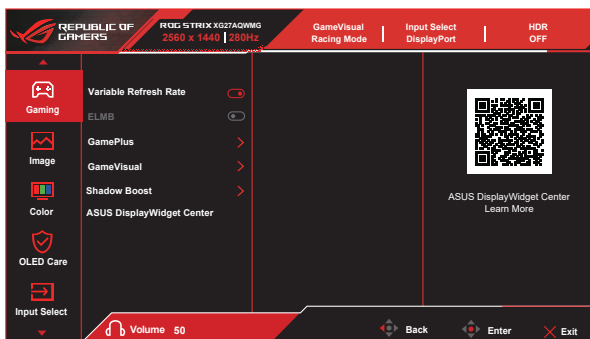 REPUBLIC OF
GAMERS
ROG STRIX XG27AQWMG
2560 x 1440 280Hz
GameVisual
Racing Mode
Input Select
DisplayPort
HDR
OFF
Gaming
Image
Color
OLED Care
Input Select
Variable Refresh Rate
ELMB
GamePlus
GameVisual
Shadow Boost
ASUS DisplayWidget Center
ASUS DisplayWidget Center
Learn More
Volume 50
Back
Enter
Exit